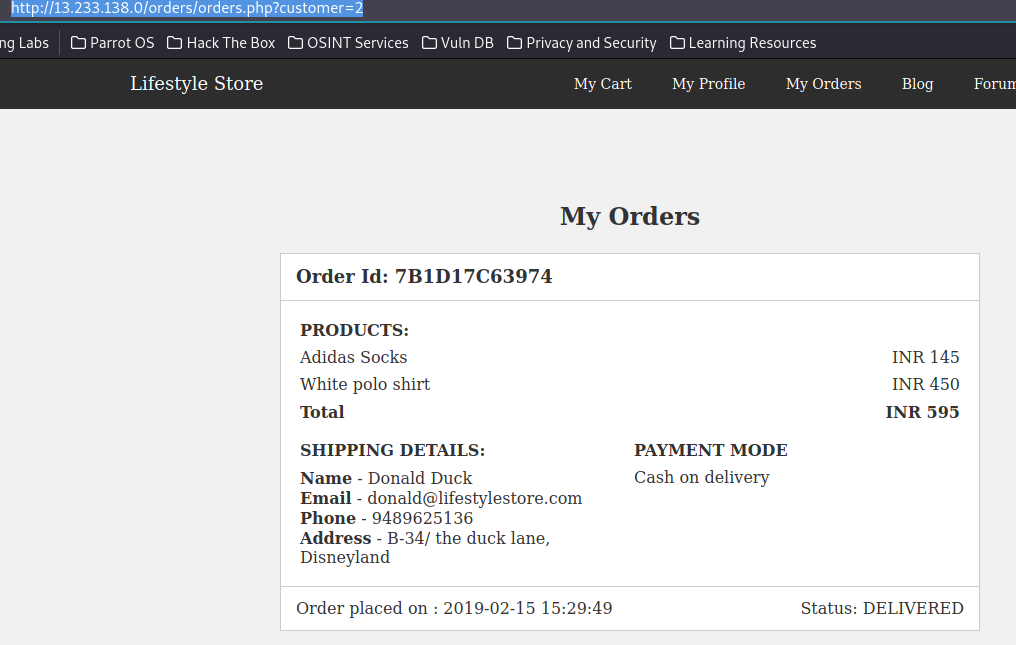 http://13.233.138.0/orders/orders.php?customer=2
ng Labs Parrot OS Hack The Box OSINT Services Vuln DB Privacy and Security Learning Resources
Lifestyle Store My Cart My Profile My Orders Blog Forum
My Orders
Order Id: 7B1D17C63974
PRODUCTS:
Adidas Socks INR 145
White polo shirt INR 450
Total INR 595
SHIPPING DETAILS: PAYMENT MODE
Name - Donald Duck Cash on delivery
Email - donald@lifestylestore.com
Phone - 9489625136
Address - B-34/ the duck lane,
Disneyland
Order placed on : 2019-02-15 15:29:49 Status: DELIVERED